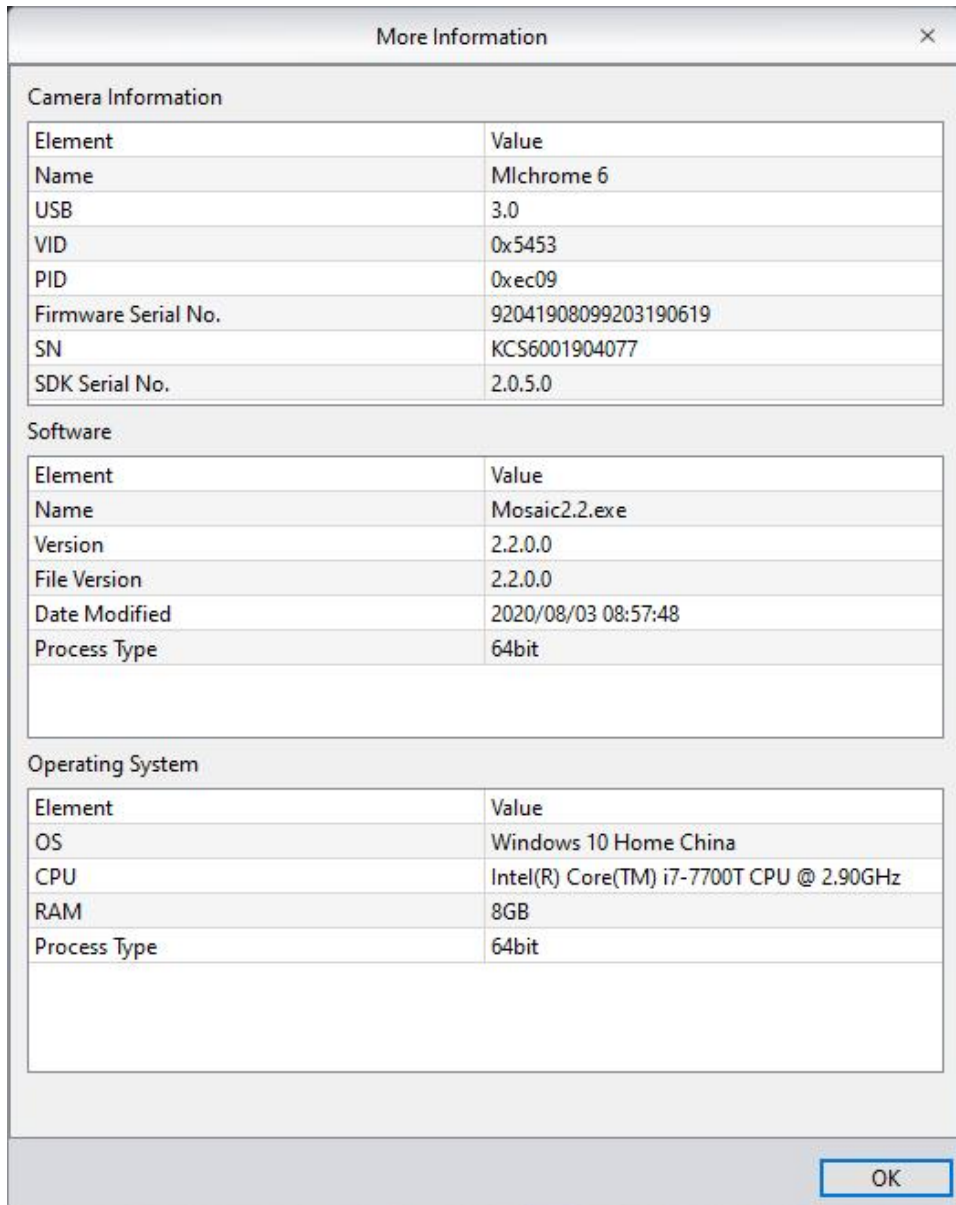 More Information
Camera Information
Element Value
Name MIchrome 6
USB 3.0
VID 0x5453
PID 0xec09
Firmware Serial No. 92041908099203190619
SN KCS6001904077
SDK Serial No. 2.0.5.0
Software
Element Value
Name Mosaic2.2.exe
Version 2.2.0.0
File Version 2.2.0.0
Date Modified 2020/08/03 08:57:48
Process Type 64bit
Operating System
Element Value
OS Windows 10 Home China
CPU Intel(R) Core(TM) i7-7700T CPU @ 2.90GHz
RAM 8GB
Process Type 64bit
OK